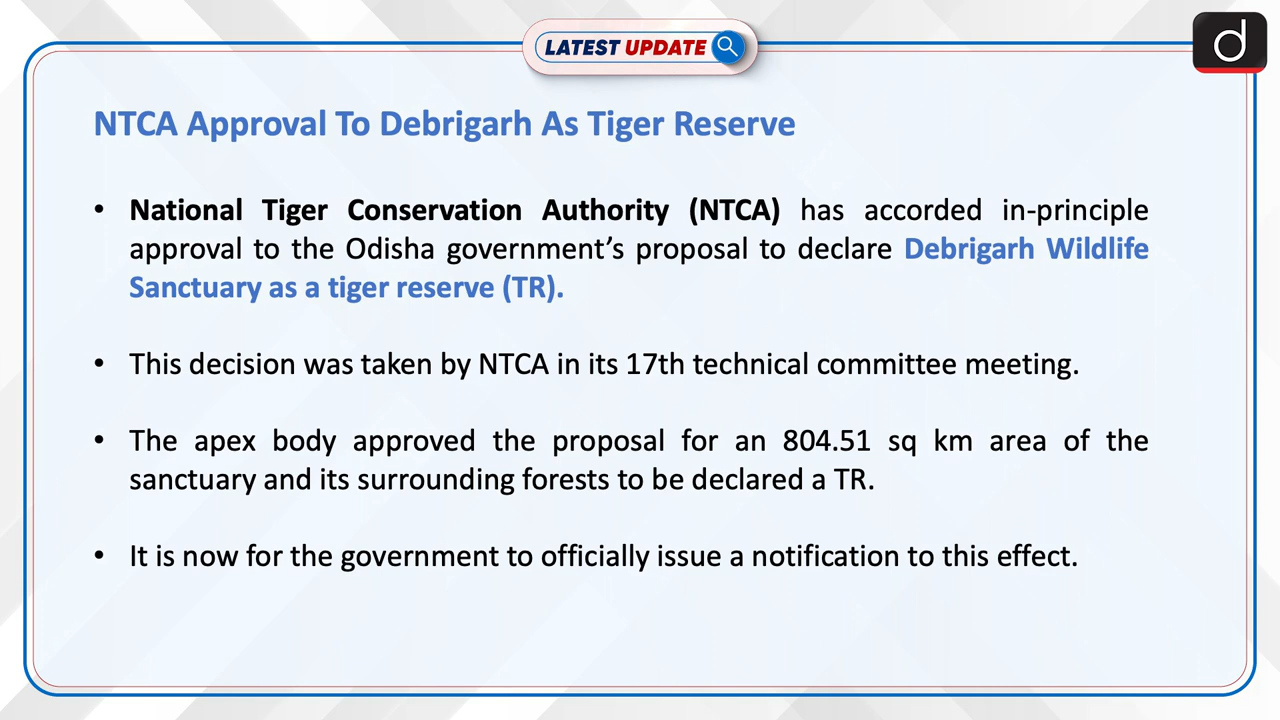 LATEST UPDATE
d
NTCA Approval To Debrigarh As Tiger Reserve
• National Tiger Conservation Authority (NTCA) has accorded in-principle
approval to the Odisha government’s proposal to declare Debrigarh Wildlife
Sanctuary as a tiger reserve (TR).
• This decision was taken by NTCA in its 17th technical committee meeting.
• The apex body approved the proposal for an 804.51 sq km area of the
sanctuary and its surrounding forests to be declared a TR.
• It is now for the government to officially issue a notification to this effect.